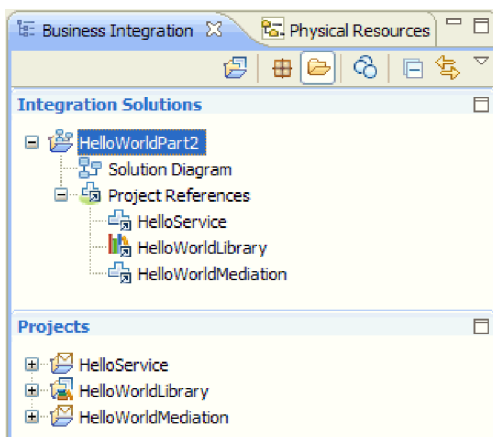 Business Integration Physical Resources
Integration Solutions
HelloWorldPart2
Solution Diagram
Project References
HelloService
HelloWorldLibrary
HelloWorldMediation
Projects
HelloService
HelloWorldLibrary
HelloWorldMediation